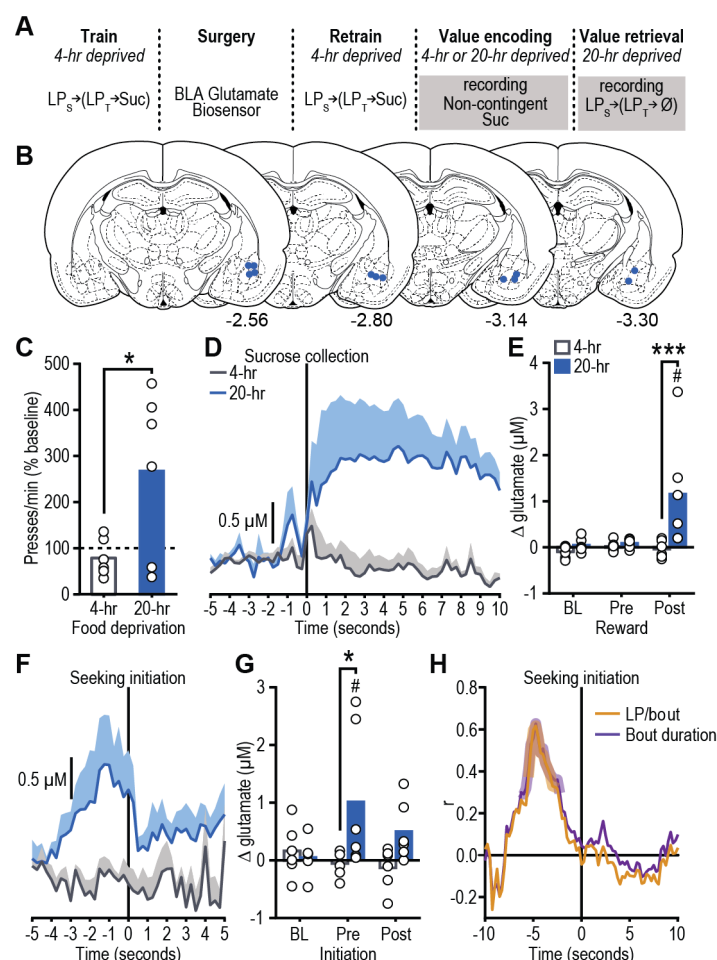 A
Train
4-hr deprived
LPS→(LPT→Suc)
Surgery
BLA Glutamate
Biosensor
Retrain
4-hr deprived
LPS→(LPT→Suc)
Value encoding
4-hr or 20-hr deprived
recording
Non-contingent
Suc
Value retrieval
20-hr deprived
recording
LPS→(LPT→ Ø)
B
-2.56
-2.80
-3.14
-3.30
C
500
400
300
200
100
0
Presses/min (% baseline)
*
4-hr
20-hr
Food deprivation
D
Sucrose collection
4-hr
20-hr
0.5 μM
-5 -4 -3 -2 -1 0 1 2 3 4 5 6 7 8 9 10
Time (seconds)
E
4-hr
20-hr
***
#
4
3
2
1
0
-1
Δ glutamate (μM)
BL
Pre
Post
Reward
F
Seeking initiation
0.5 μM
-5 -4 -3 -2 -1 0 1 2 3 4 5
Time (seconds)
G
*
#
3
2
1
0
-1
Δ glutamate (μM)
BL
Pre
Post
Initiation
H
Seeking initiation
LP/bout
Bout duration
0.8
0.6
0.4
0.2
0.0
-0.2
r
-10
-5
0
5
10
Time (seconds)